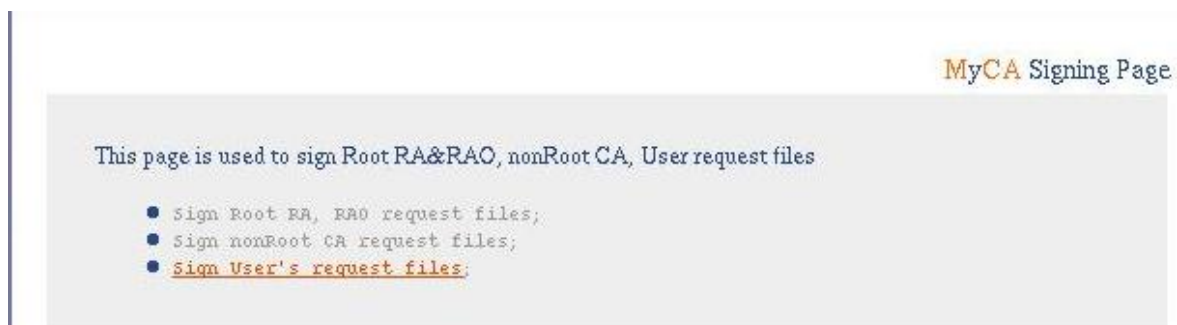 MyCA Signing Page
This page is used to sign Root RA&RAO, nonRoot CA, User request files
Sign Root RA, RAO request files;
Sign nonRoot CA request files;
Sign User's request files;